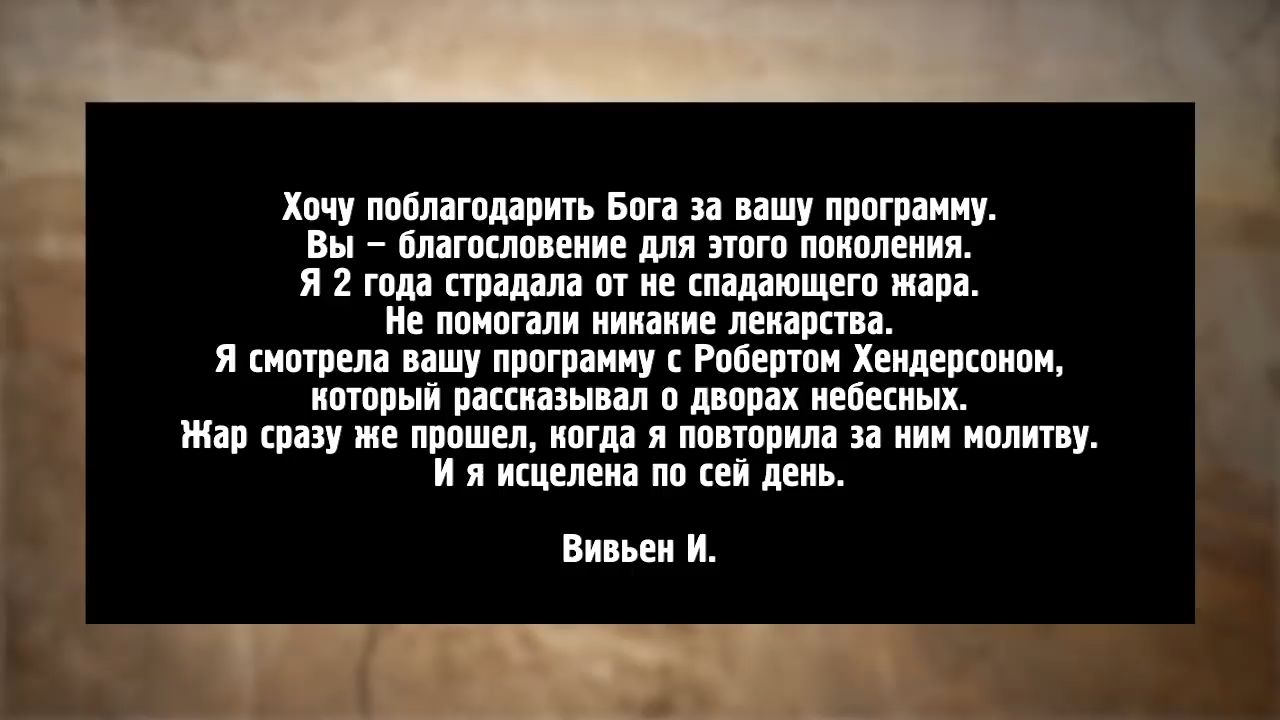 Хочу поблагодарить Бога за вашу программу.
Вы – благословение для этого поколения.
Я 2 года страдала от не спадающего жара.
Не помогали никакие лекарства.
Я смотрела вашу программу с Робертом Хендерсоном,
который рассказывал о дворах небесных.
Жар сразу же прошел, когда я повторила за ним молитву.
И я исцелена по сей день.
Вивьен И.